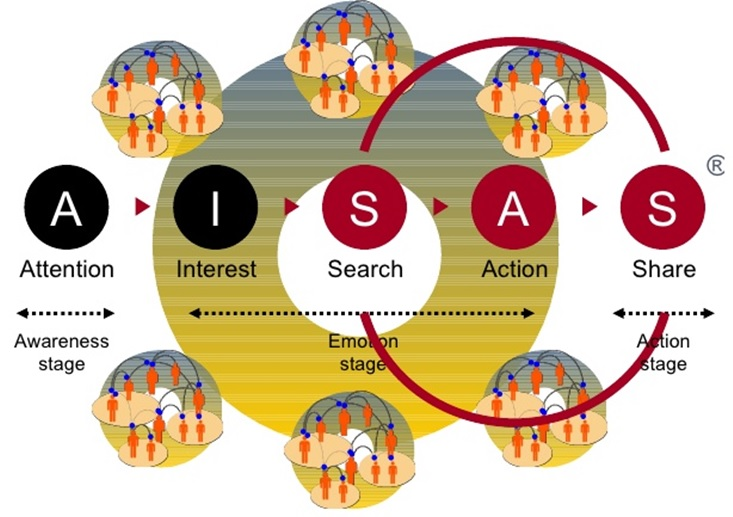 A I S A S ®
Attention Interest Search Action Share
Awareness stage
Emotion stage
Action stage